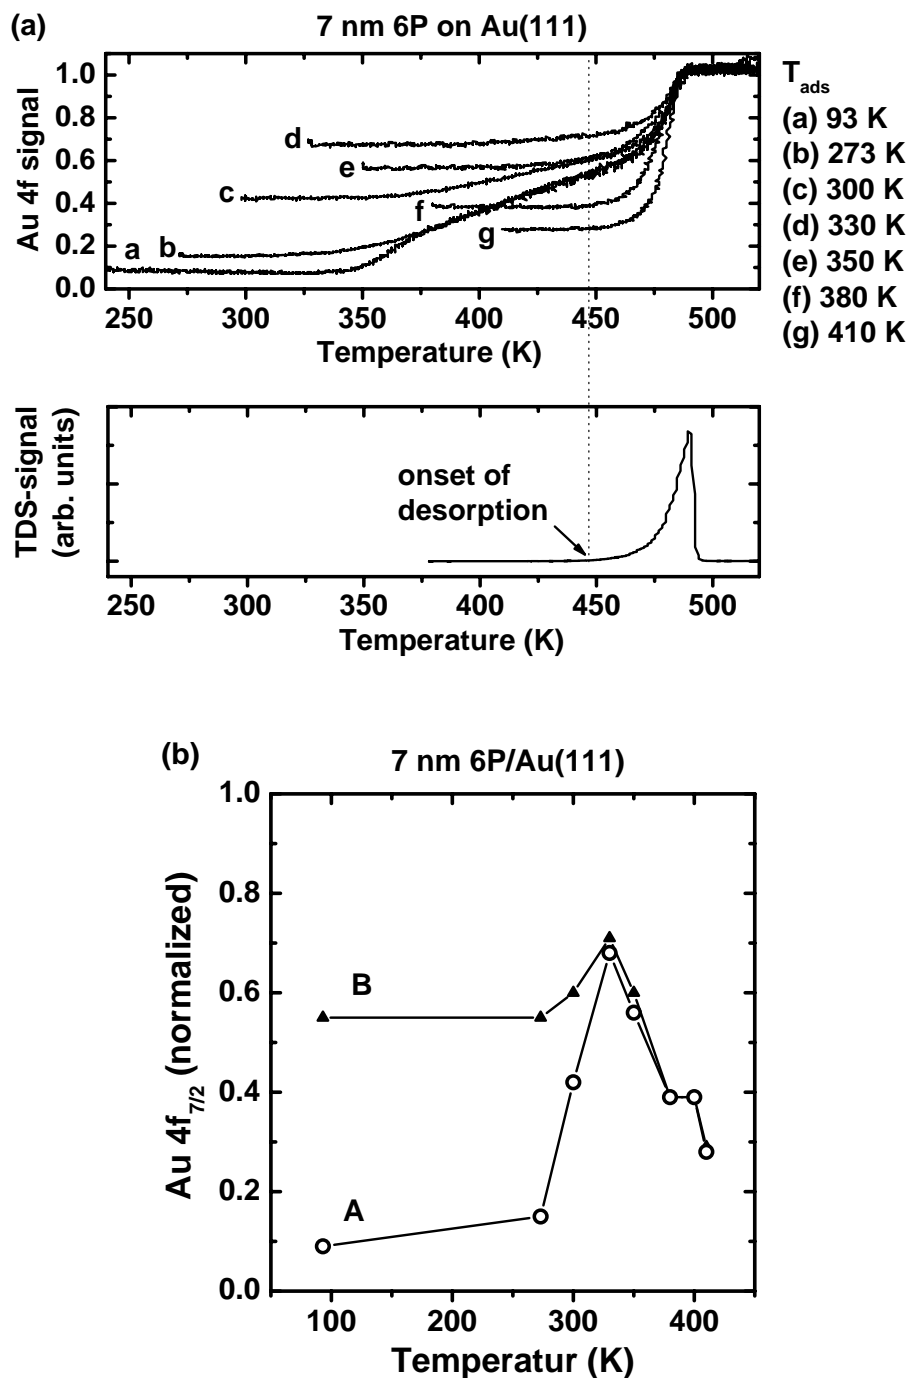 (a)
7 nm 6P on Au(111)
Au 4f signal
1.0
0.8
0.6
0.4
0.2
0.0
d
e
c
f
g
a
b
250 300 350 400 450 500
Temperature (K)
T_ads
(a) 93 K
(b) 273 K
(c) 300 K
(d) 330 K
(e) 350 K
(f) 380 K
(g) 410 K
TDS-signal
(arb. units)
onset of
desorption
250 300 350 400 450 500
Temperature (K)
(b)
7 nm 6P/Au(111)
Au 4f_7/2 (normalized)
1.0
0.8
0.6
0.4
0.2
0.0
B
A
100 200 300 400
Temperatur (K)